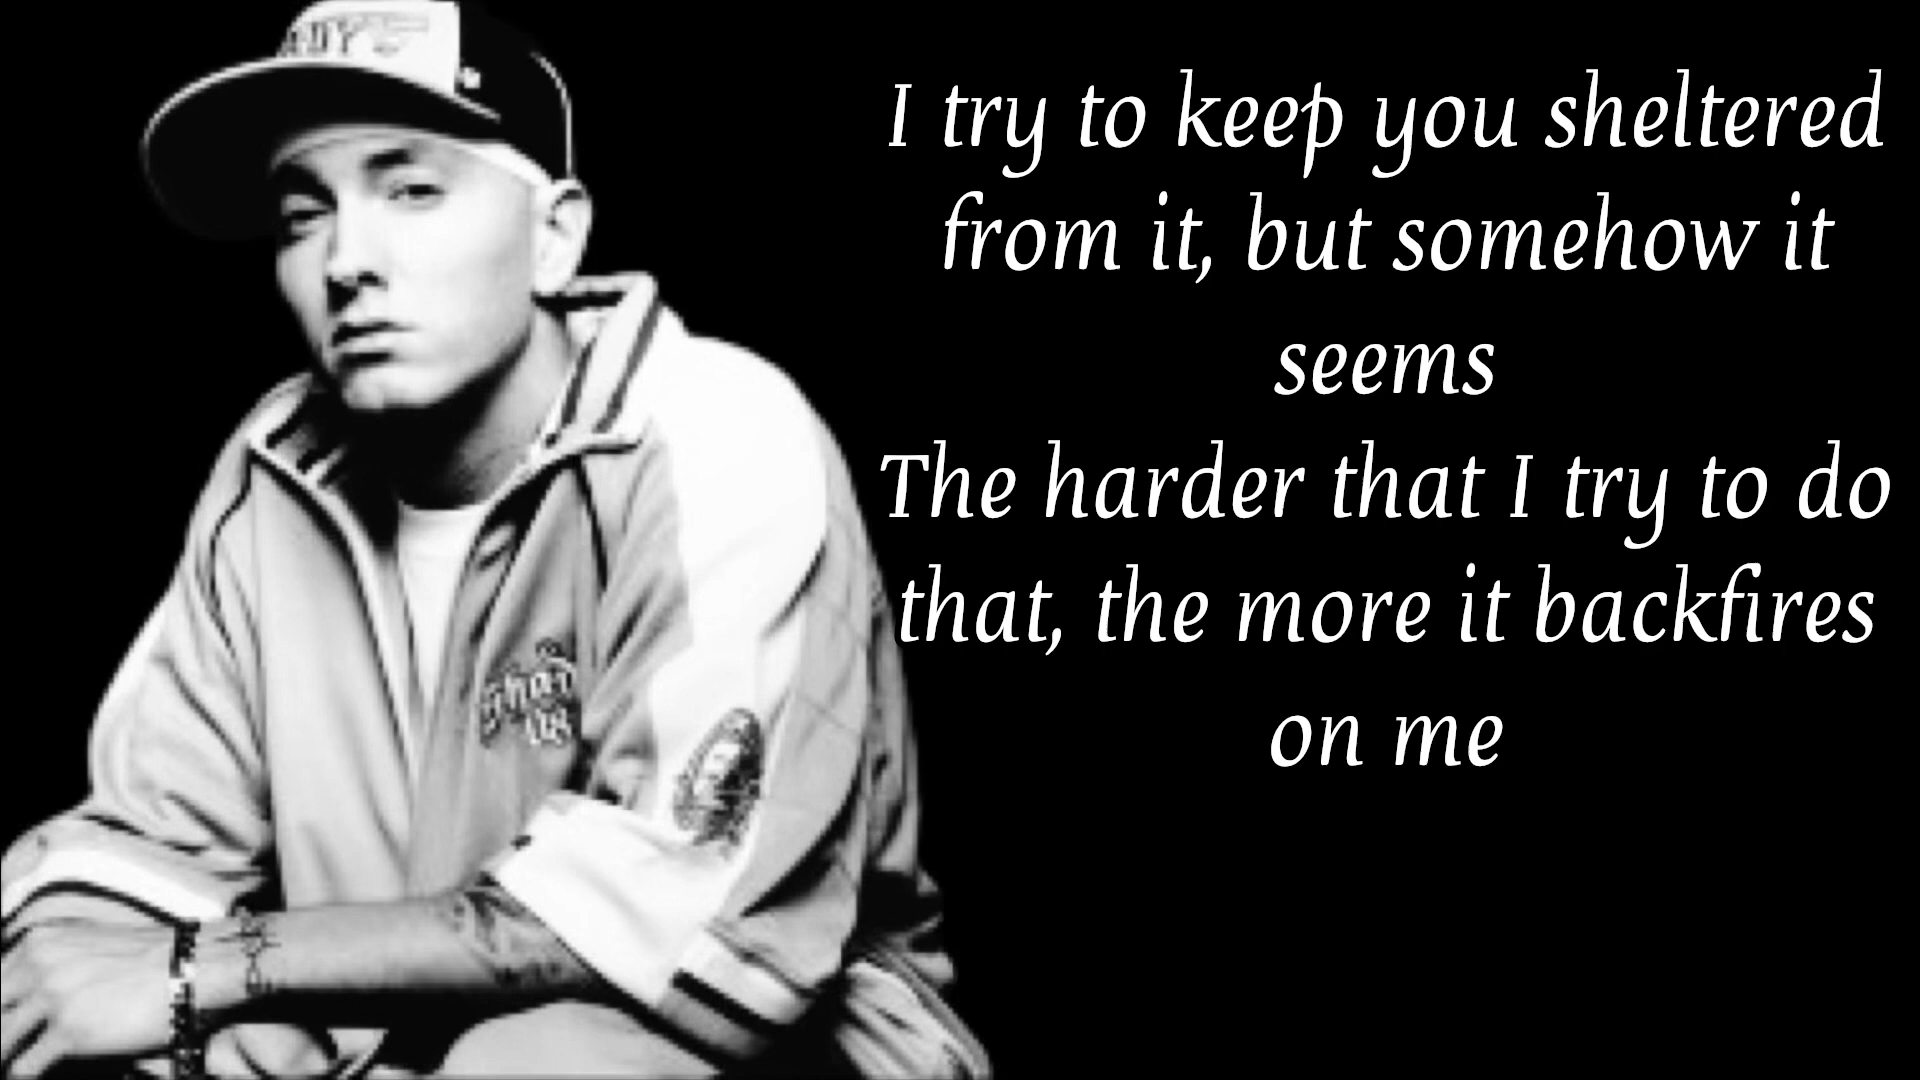 I try to keep you sheltered
from it, but somehow it
seems
The harder that I try to do
that, the more it backfires
on me